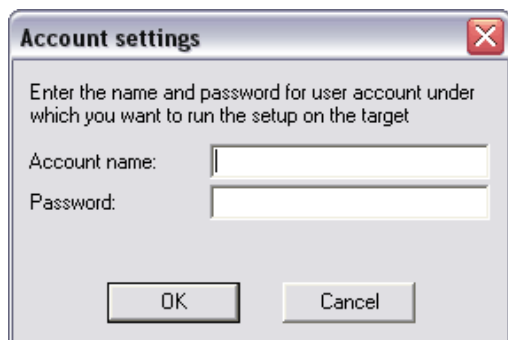 Account settings
Enter the name and password for user account under
which you want to run the setup on the target
Account name:
Password:
OK
Cancel